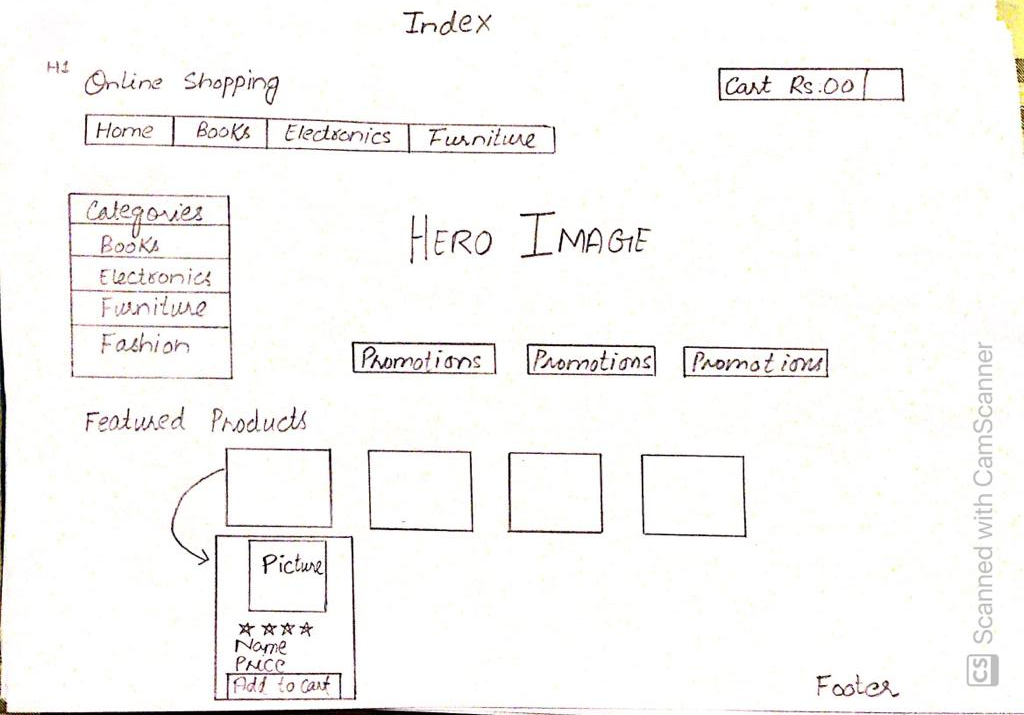 Index
H1
Online Shopping
Cart Rs.00
Home Books Electronics Furniture
Categories
Books
Electronics
Furniture
Fashion
HERO IMAGE
Promotions Promotions Promotions
Featured Products
Picture
Name
Price
Add to Cart
Footer
CS Scanned with CamScanner